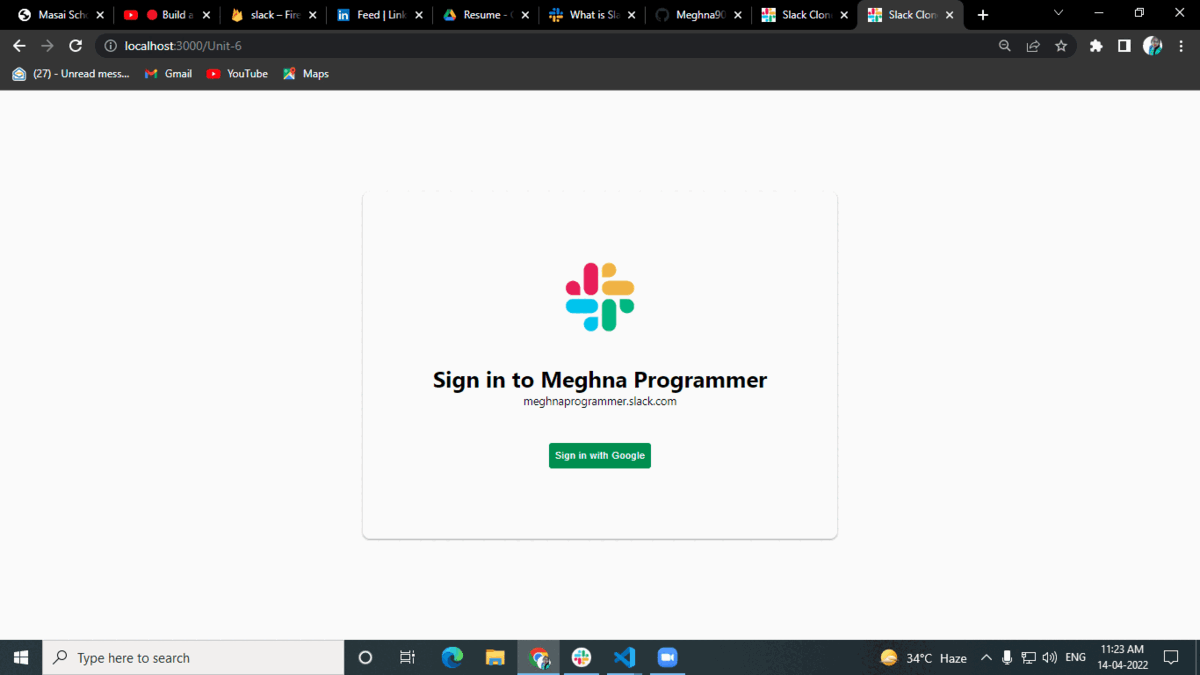 Masai Scho
Build a
slack – Fire
Feed | Link
Resume - G
What is Sla
Meghna90
Slack Clone
Slack Clone
localhost:3000/Unit-6
(27) - Unread mess...
Gmail
YouTube
Maps
Sign in to Meghna Programmer
meghnaprogrammer.slack.com
Sign in with Google
Type here to search
34°C Haze
ENG
11:23 AM
14-04-2022